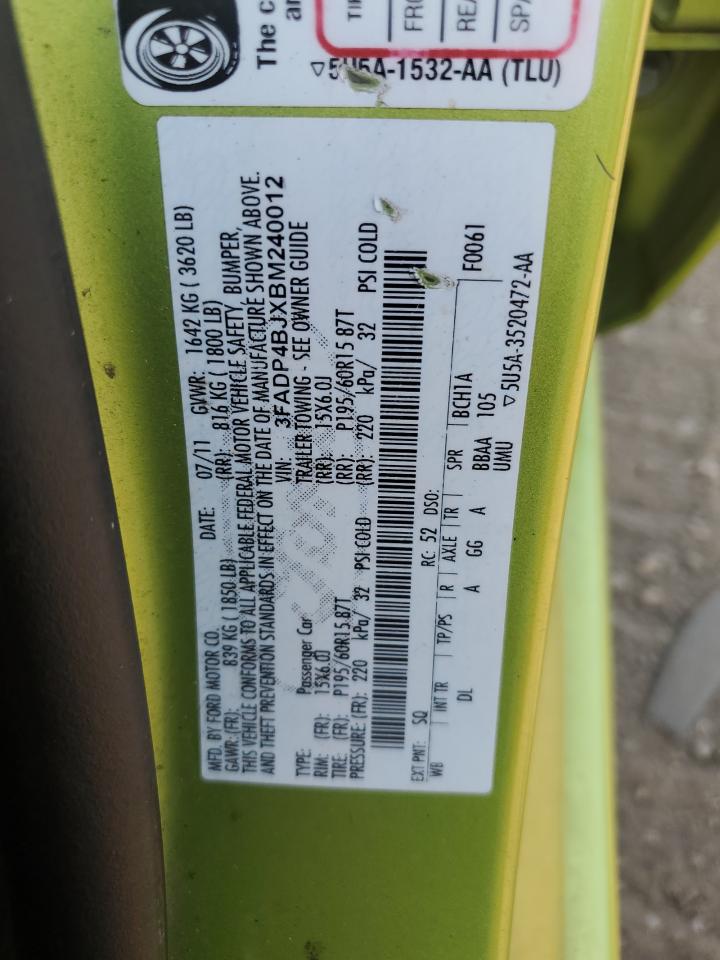 The c
an
TIR
FRO
REA
SPA
▽5U5A-1532-AA (TLU)
MFD. BY FORD MOTOR CO.
DATE: 07/11 GVWR: 1642 KG ( 3620 LB)
GAWR: (FR): 839 KG ( 1850 LB) (RR): 816 KG ( 1800 LB)
THIS VEHICLE CONFORMS TO ALL APPLICABLE FEDERAL MOTOR VEHICLE SAFETY, BUMPER,
AND THEFT PREVENTION STANDARDS IN EFFECT ON THE DATE OF MANUFACTURE SHOWN ABOVE.
VIN: 3FADP4BJXBM240012
TYPE: Passenger Car TRAILER TOWING - SEE OWNER GUIDE
RIM: (FR): 15X6.0J (RR): 15X6.0J
TIRE: (FR): P195/60R15 87T (RR): P195/60R15 87T
PRESSURE: (FR): 220 kPa/ 32 PSI COLD (RR): 220 kPa/ 32 PSI COLD
EXT PNT: SQ RC: 52 DSO: F0061
WB INT TR TP/PS R AXLE TR SPR BCH1A
DL A GG A BBAA 105
UMU ▽5U5A-3520472-AA